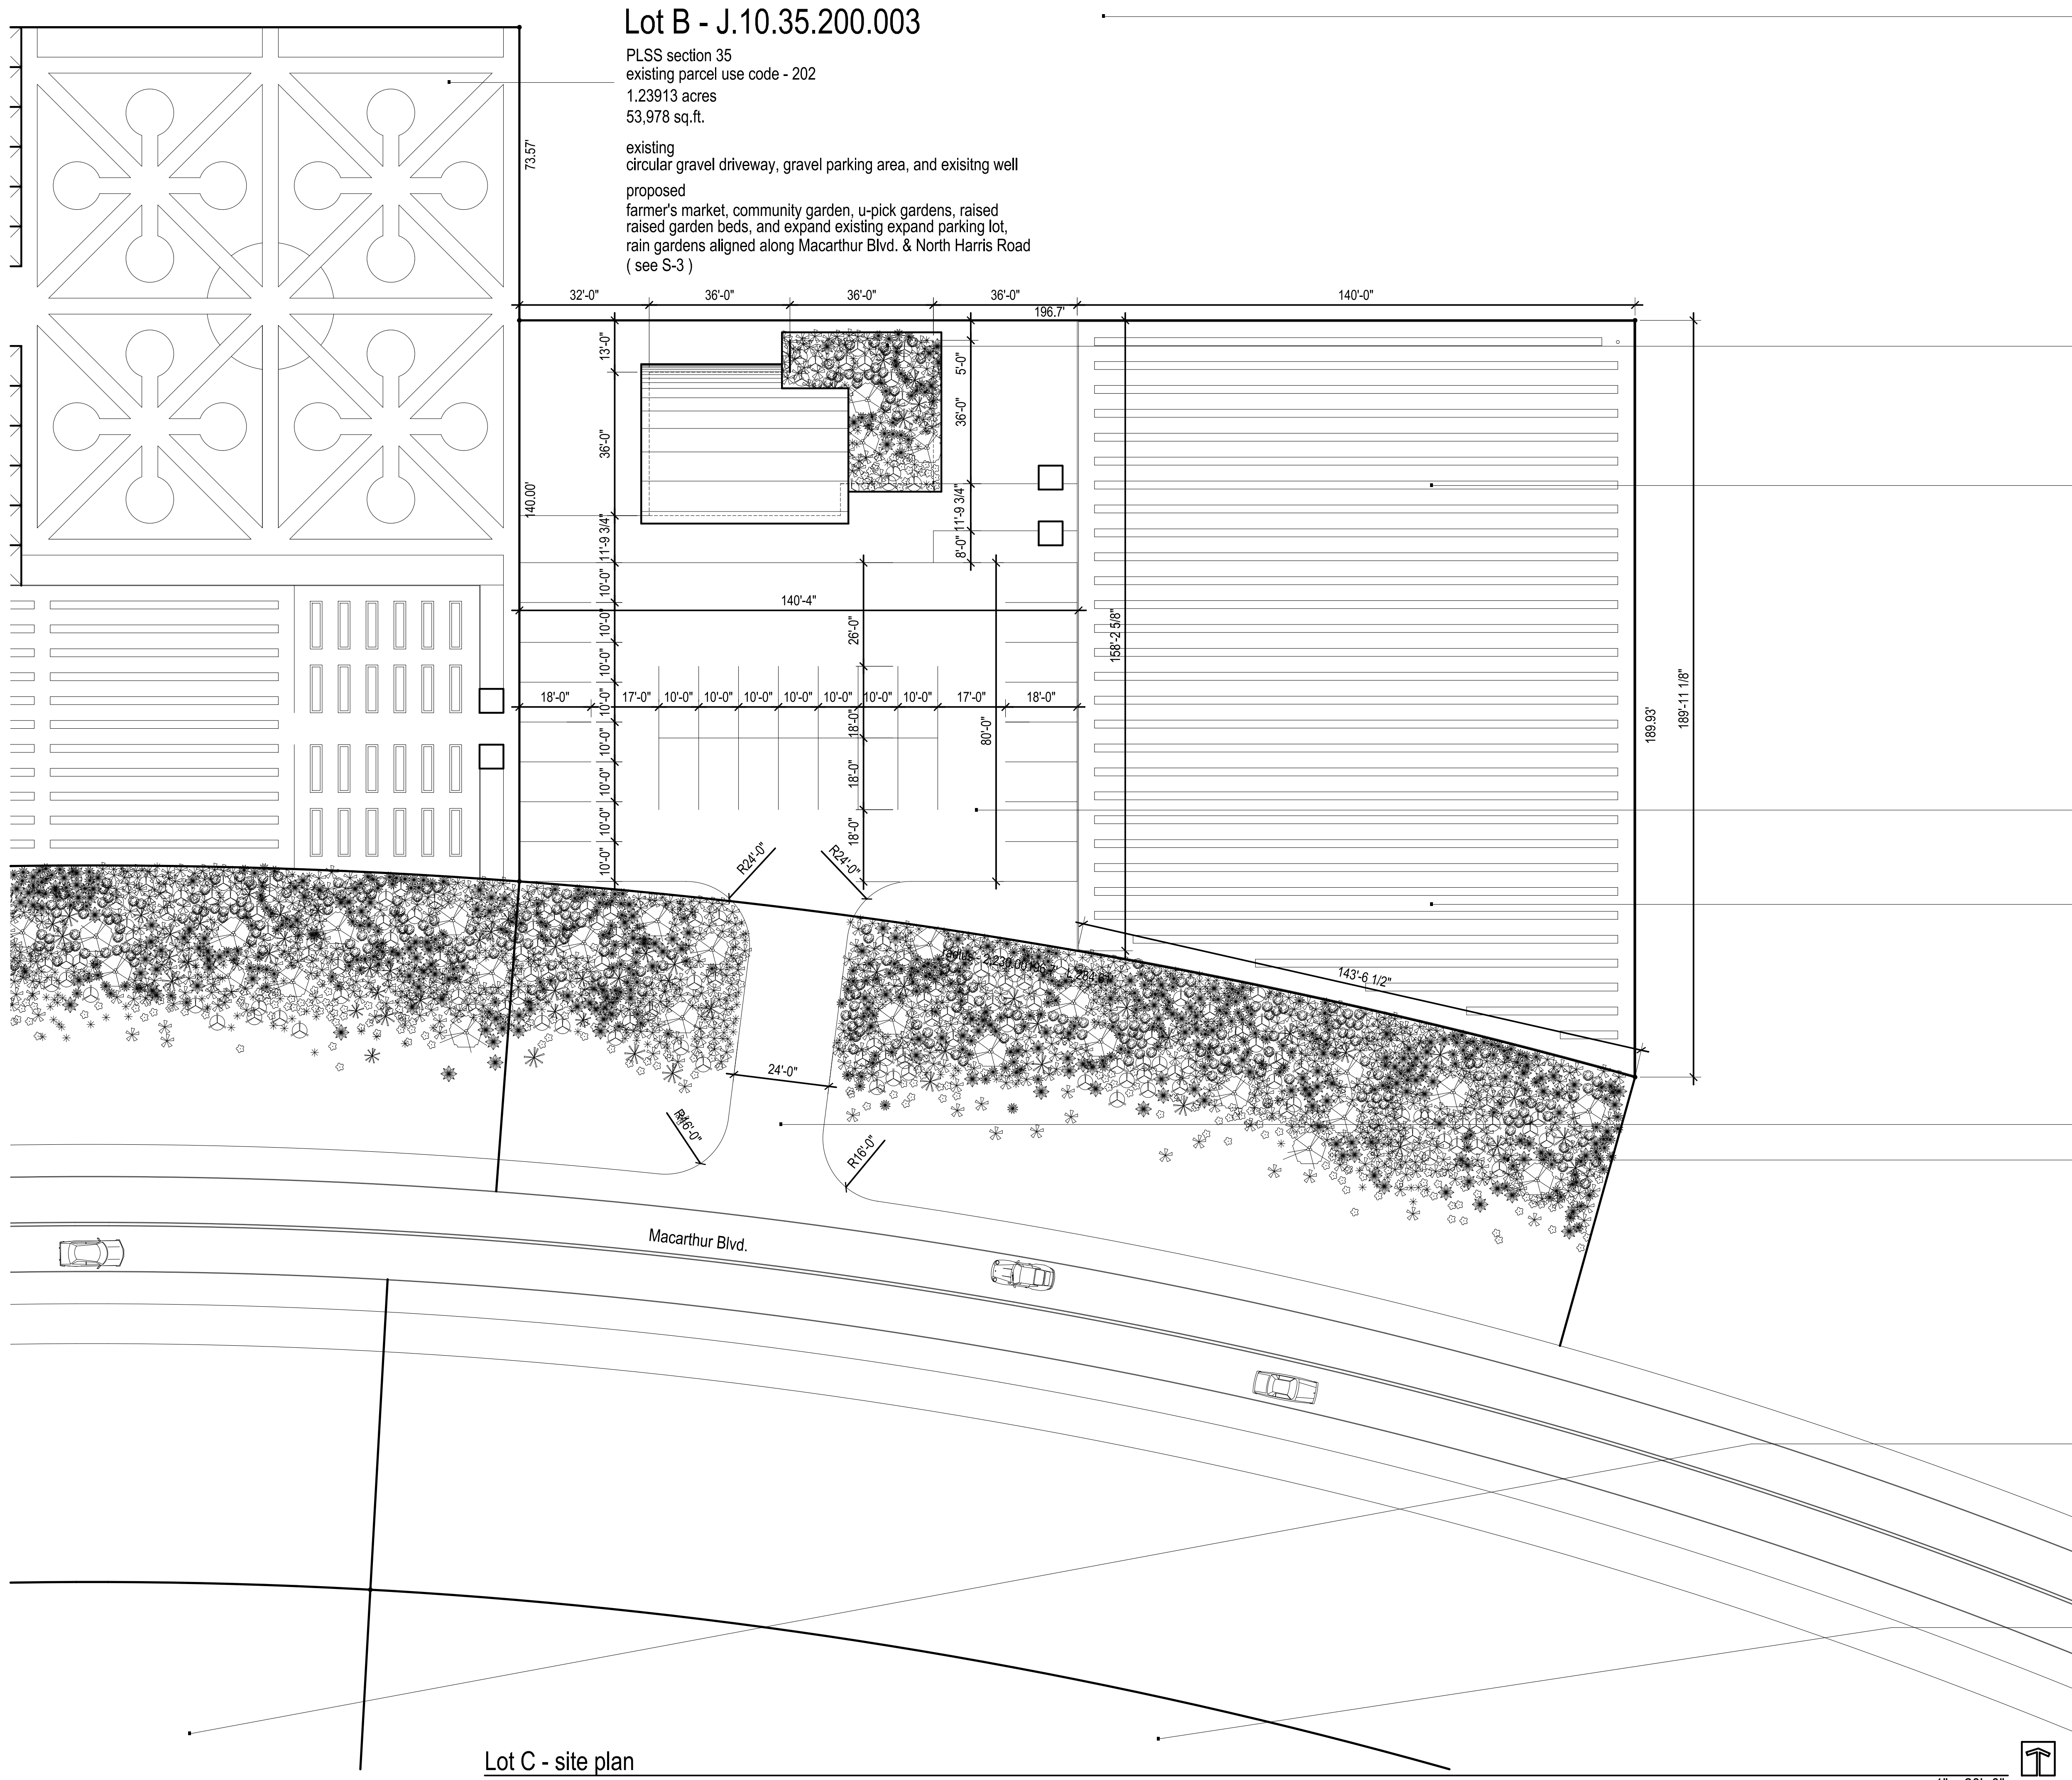 Lot B - J.10.35.200.003
PLSS section 35
existing parcel use code - 202
1.23913 acres
53,978 sq.ft.
existing
circular gravel driveway, gravel parking area, and exisitng well
proposed
farmer's market, community garden, u-pick gardens, raised
raised garden beds, and expand existing expand parking lot,
rain gardens aligned along Macarthur Blvd. & North Harris Road
( see S-3 )
73.57'
32'-0"
36'-0"
36'-0"
36'-0"
140'-0"
196.7'
13'-0"
5'-0"
36'-0"
36'-0"
140.00'
11'-9 3/4"
11'-9 3/4"
8'-0"
10'-0"
10'-0"
10'-0"
10'-0"
10'-0"
10'-0"
10'-0"
10'-0"
140'-4"
26'-0"
158'-2 5/8"
18'-0"
17'-0"
10'-0"
10'-0"
10'-0"
10'-0"
10'-0"
10'-0"
10'-0"
17'-0"
18'-0"
18'-0"
80'-0"
18'-0"
18'-0"
189.93'
189'-11 1/8"
R24'-0"
R24'-0"
143'-6 1/2"
24'-0"
R16'-0"
R16'-0"
Macarthur Blvd.
Lot C - site plan